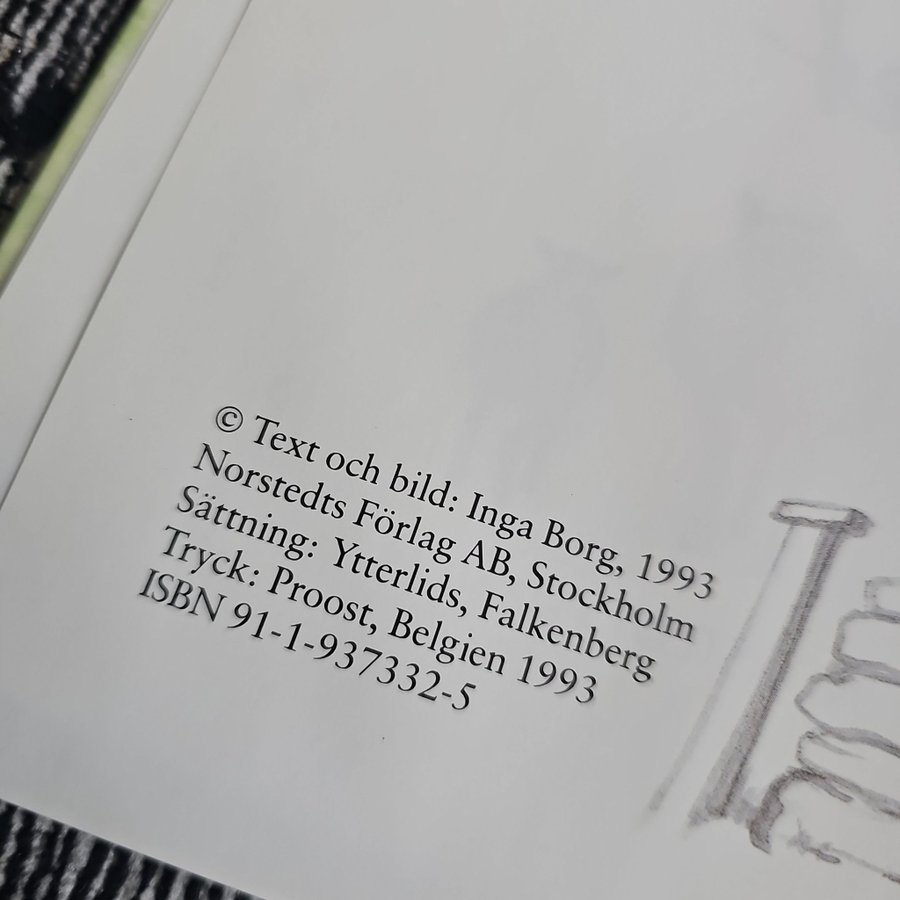 © Text och bild: Inga Borg, 1993
Norstedts Förlag AB, Stockholm
Sättning: Ytterlids, Falkenberg
Tryck: Proost, Belgien 1993
ISBN 91-1-937332-5